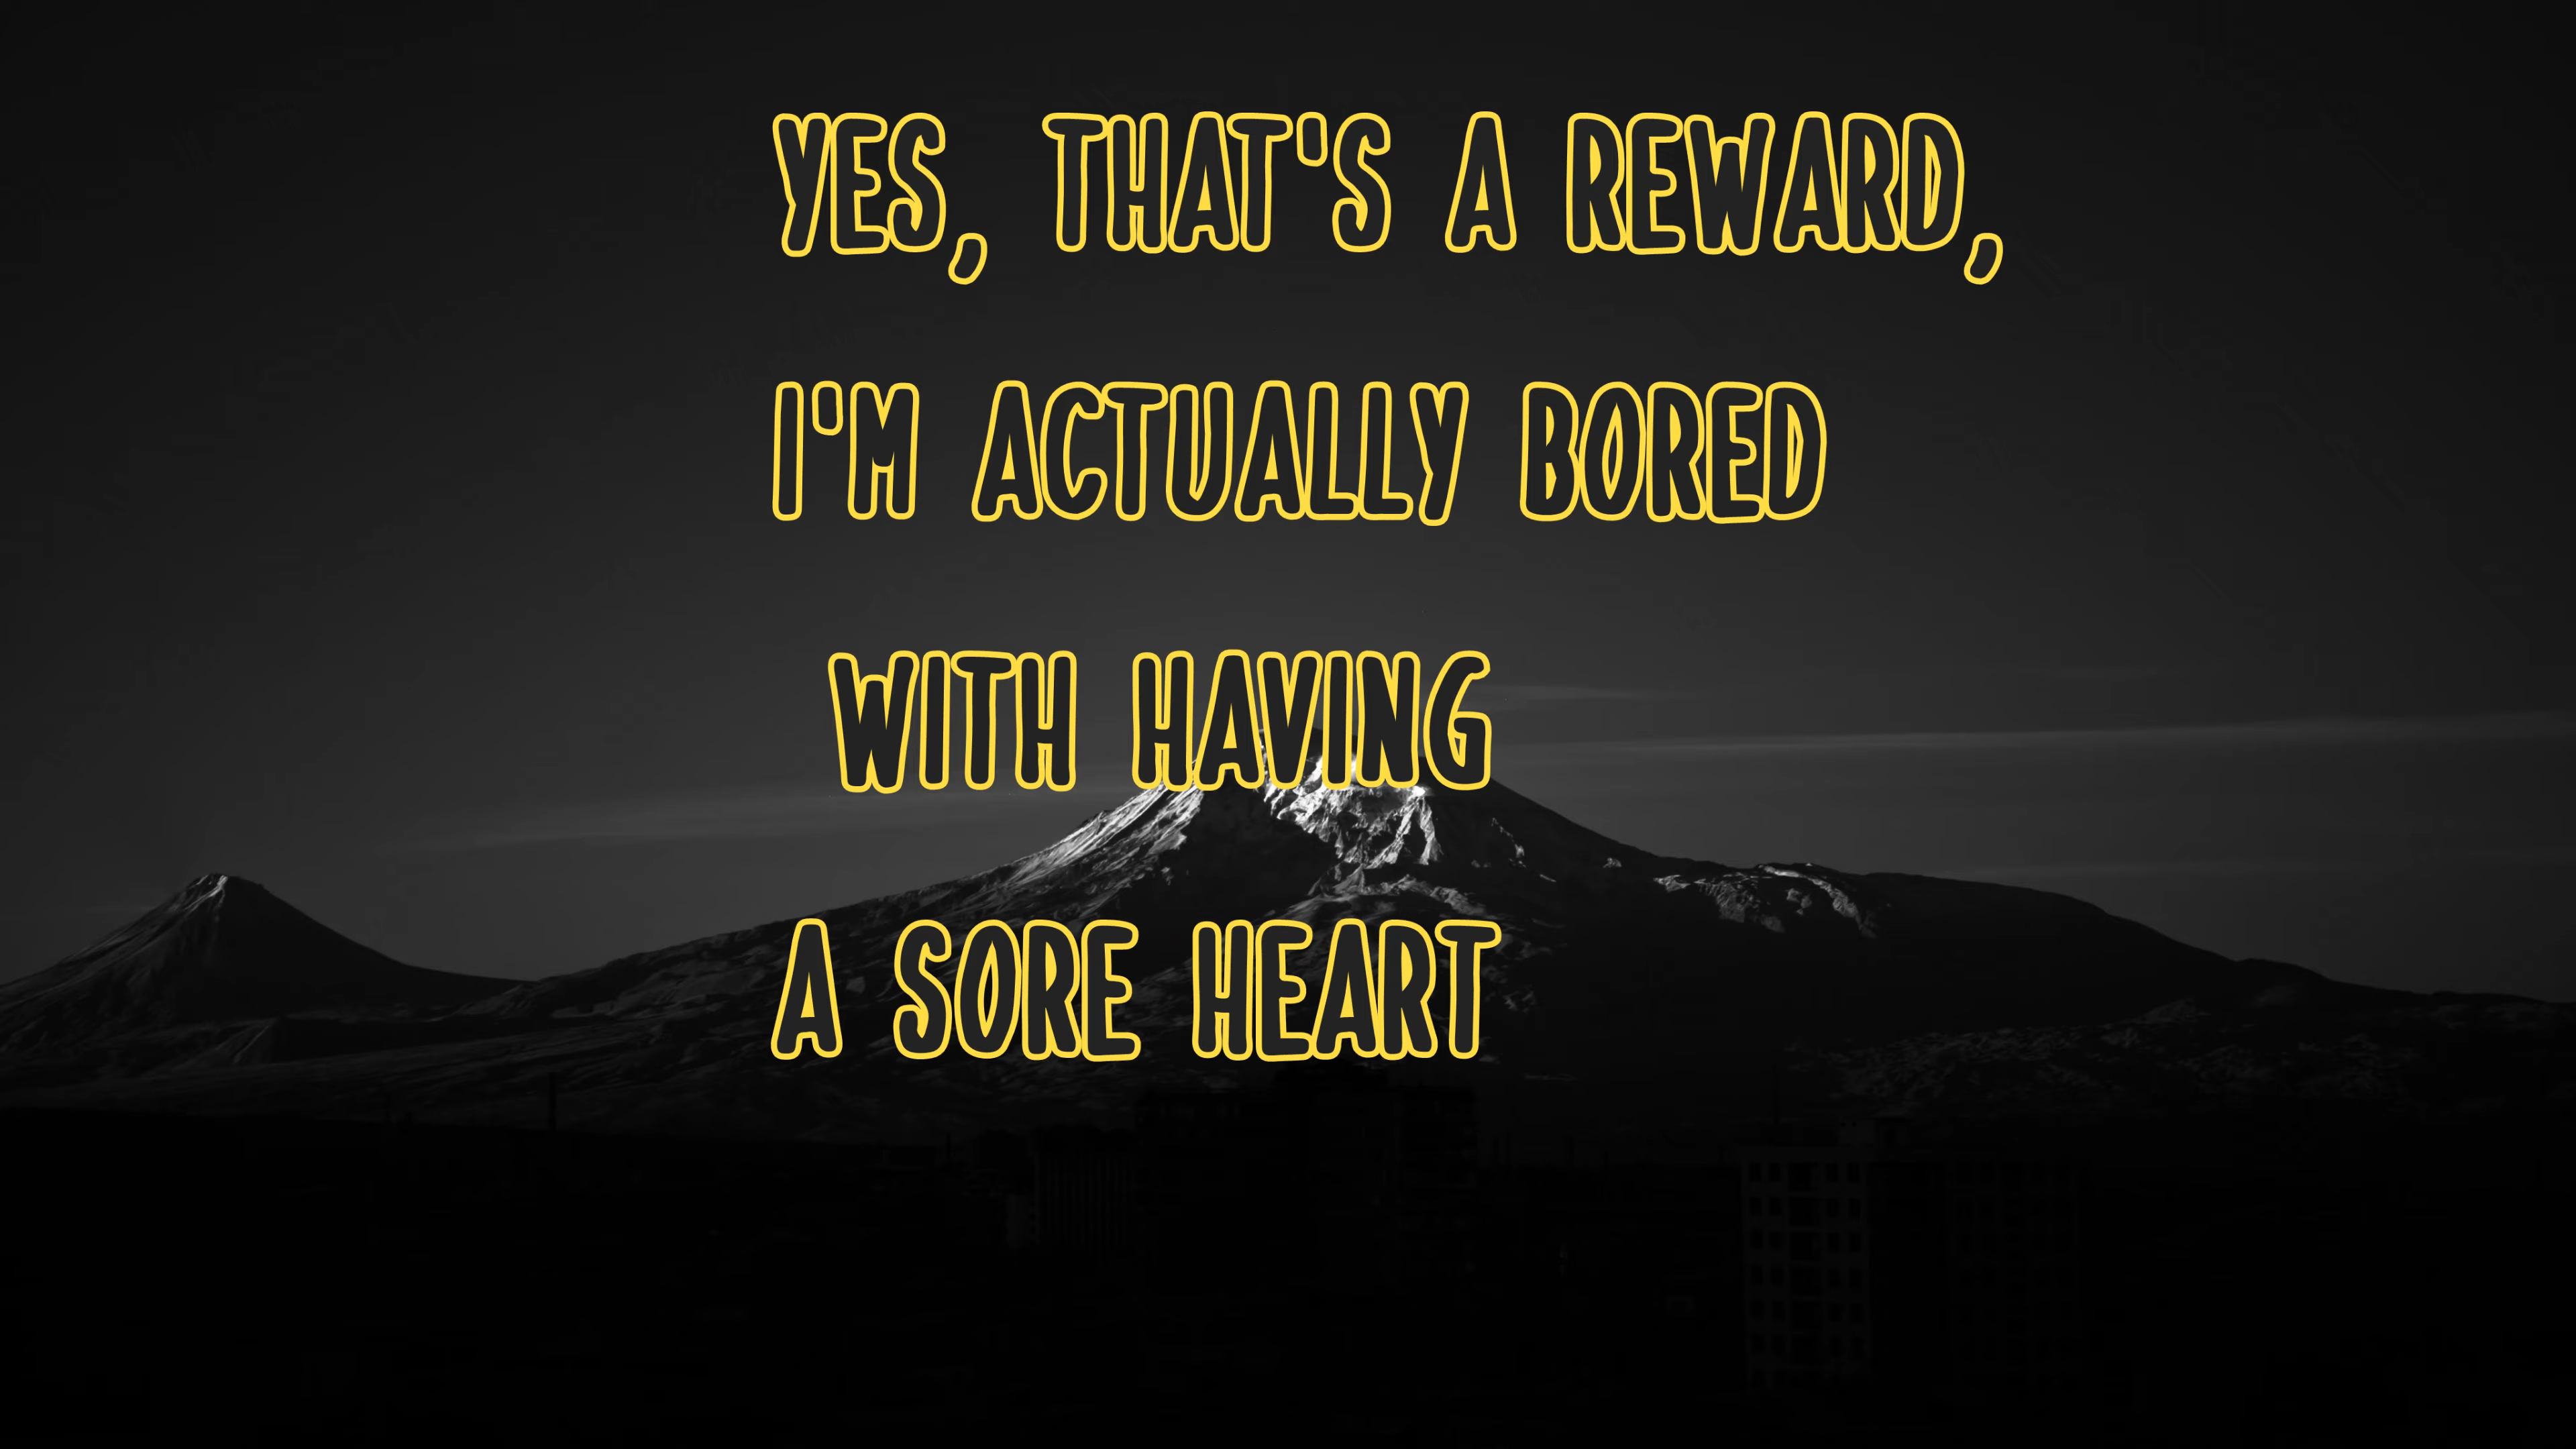 YES, THAT'S A REWARD,
I'M ACTUALLY BORED
WITH HAVING
A SORE HEART